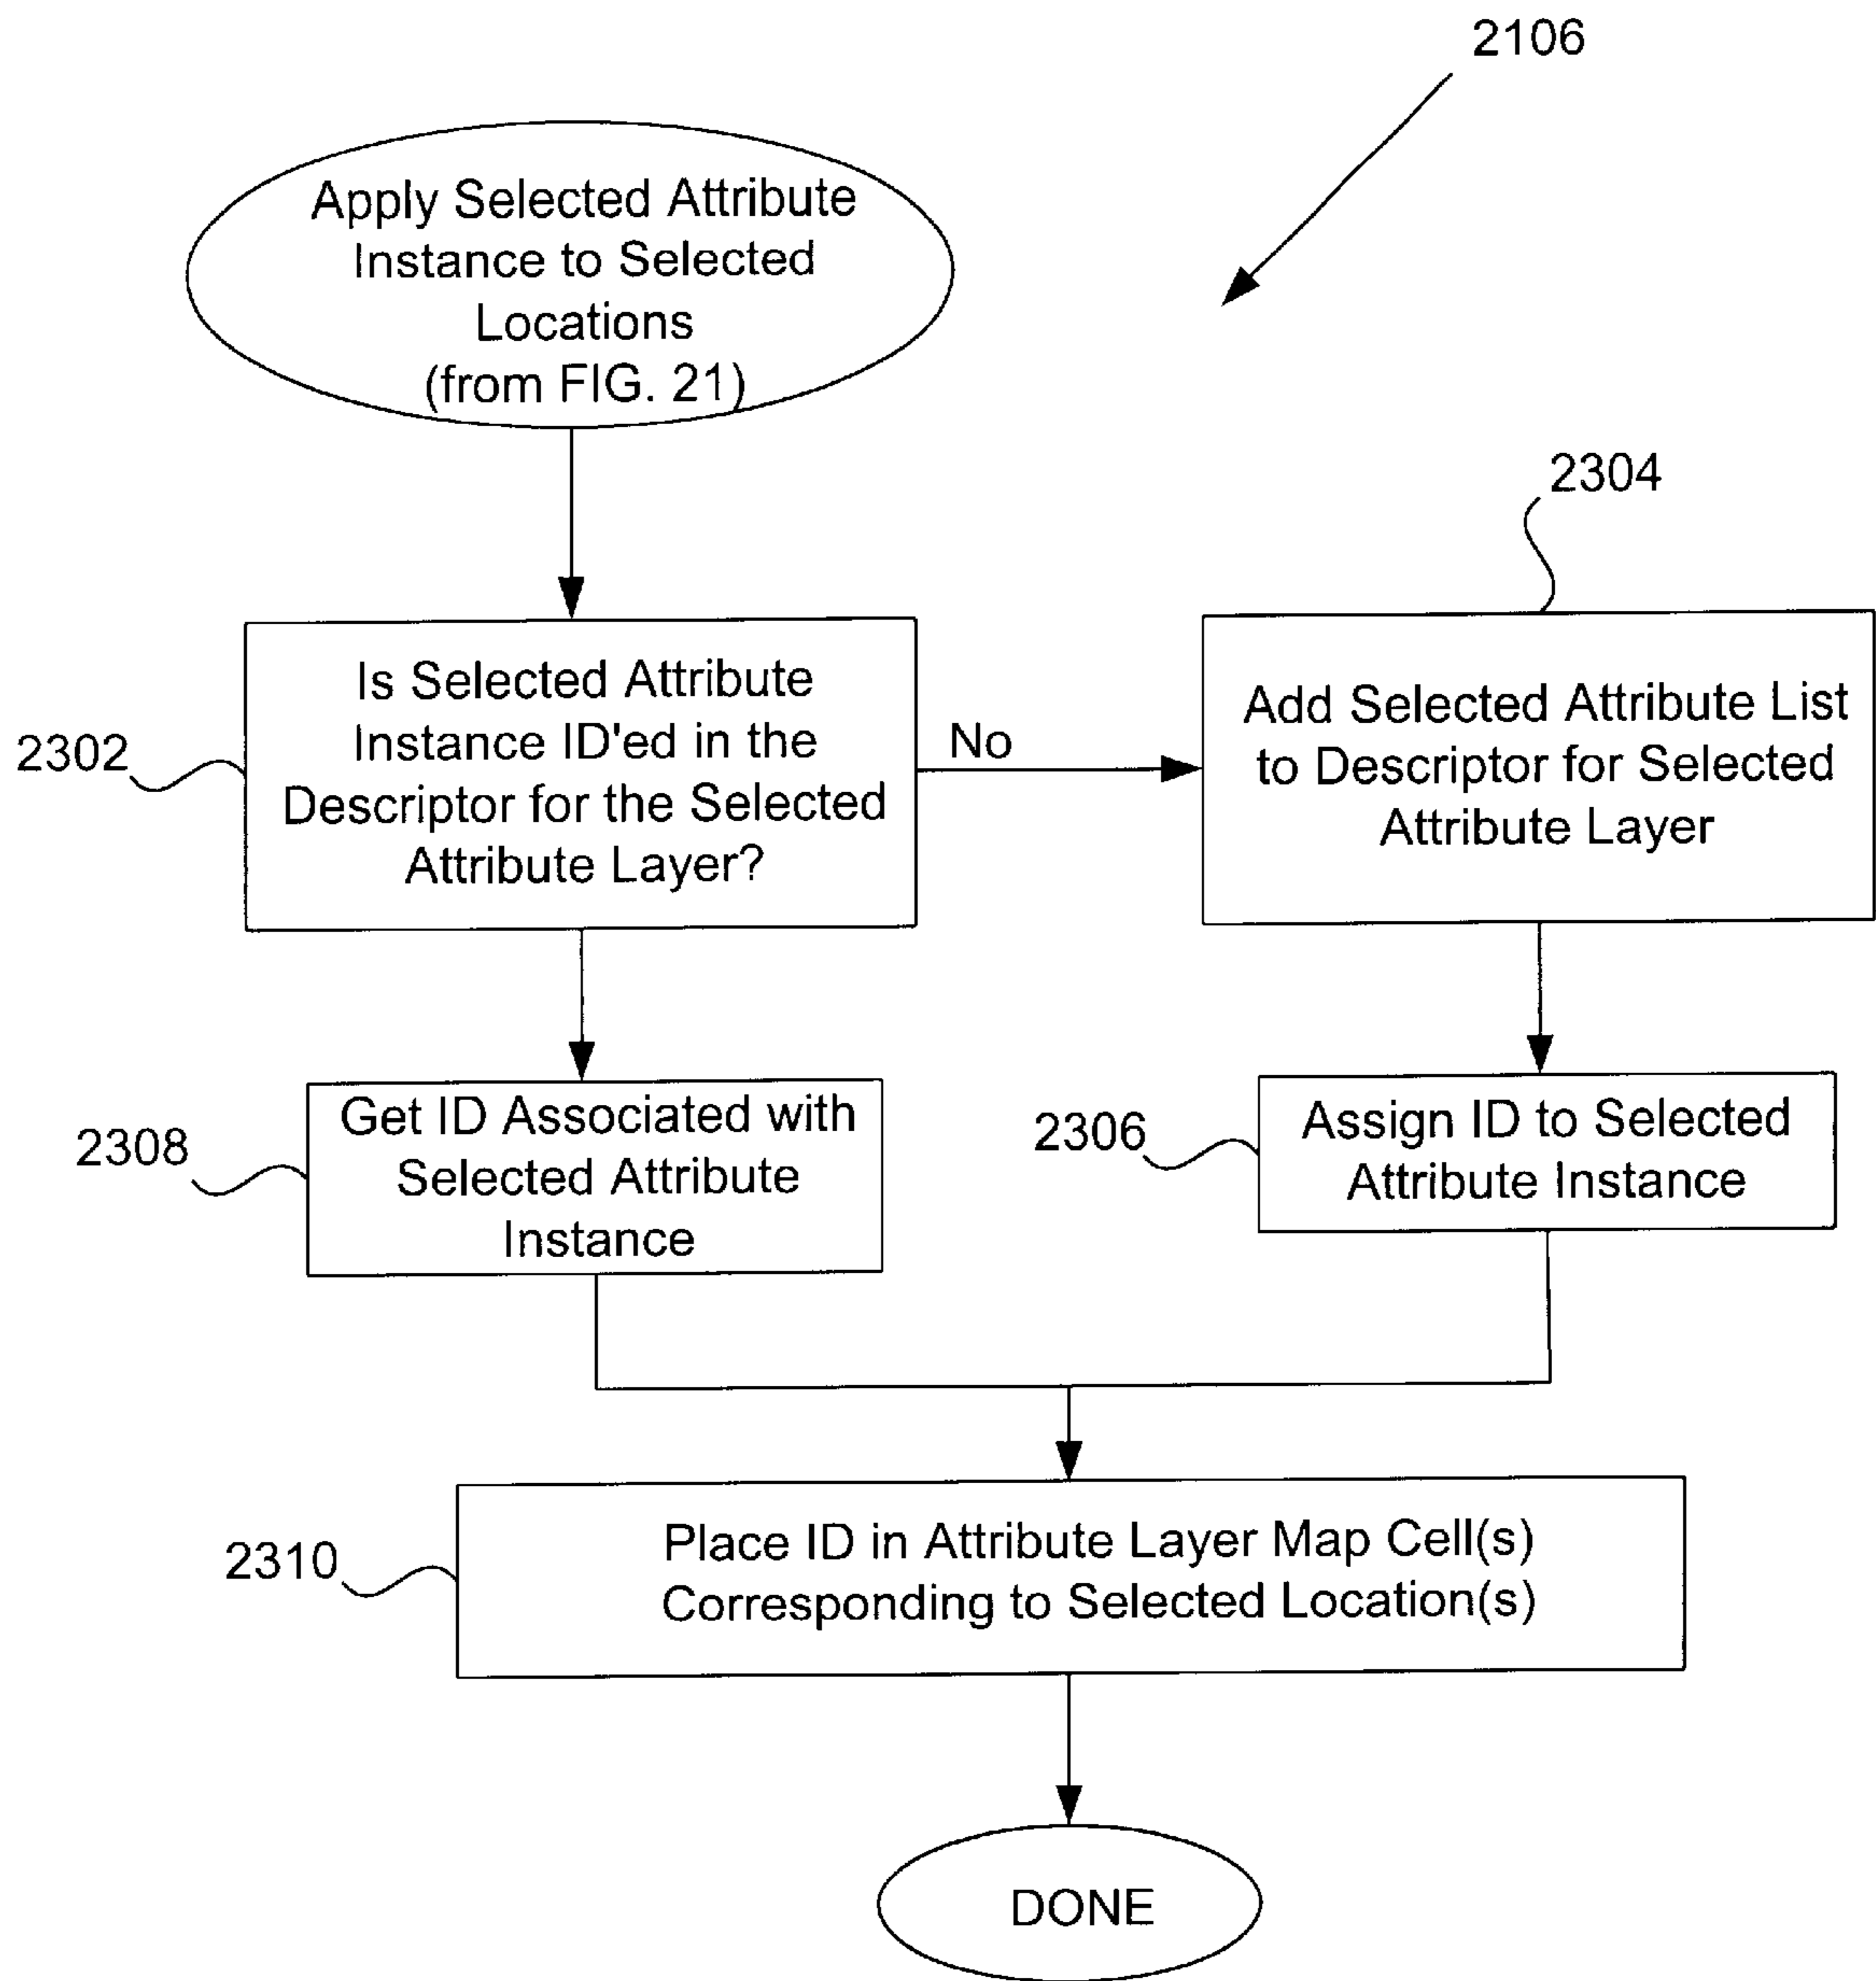 2106
Apply Selected Attribute
Instance to Selected
Locations
(from FIG. 21)
2304
2302
Is Selected Attribute
Instance ID'ed in the
Descriptor for the Selected
Attribute Layer?
No
Add Selected Attribute List
to Descriptor for Selected
Attribute Layer
2308
Get ID Associated with
Selected Attribute
Instance
2306
Assign ID to Selected
Attribute Instance
2310
Place ID in Attribute Layer Map Cell(s)
Corresponding to Selected Location(s)
DONE